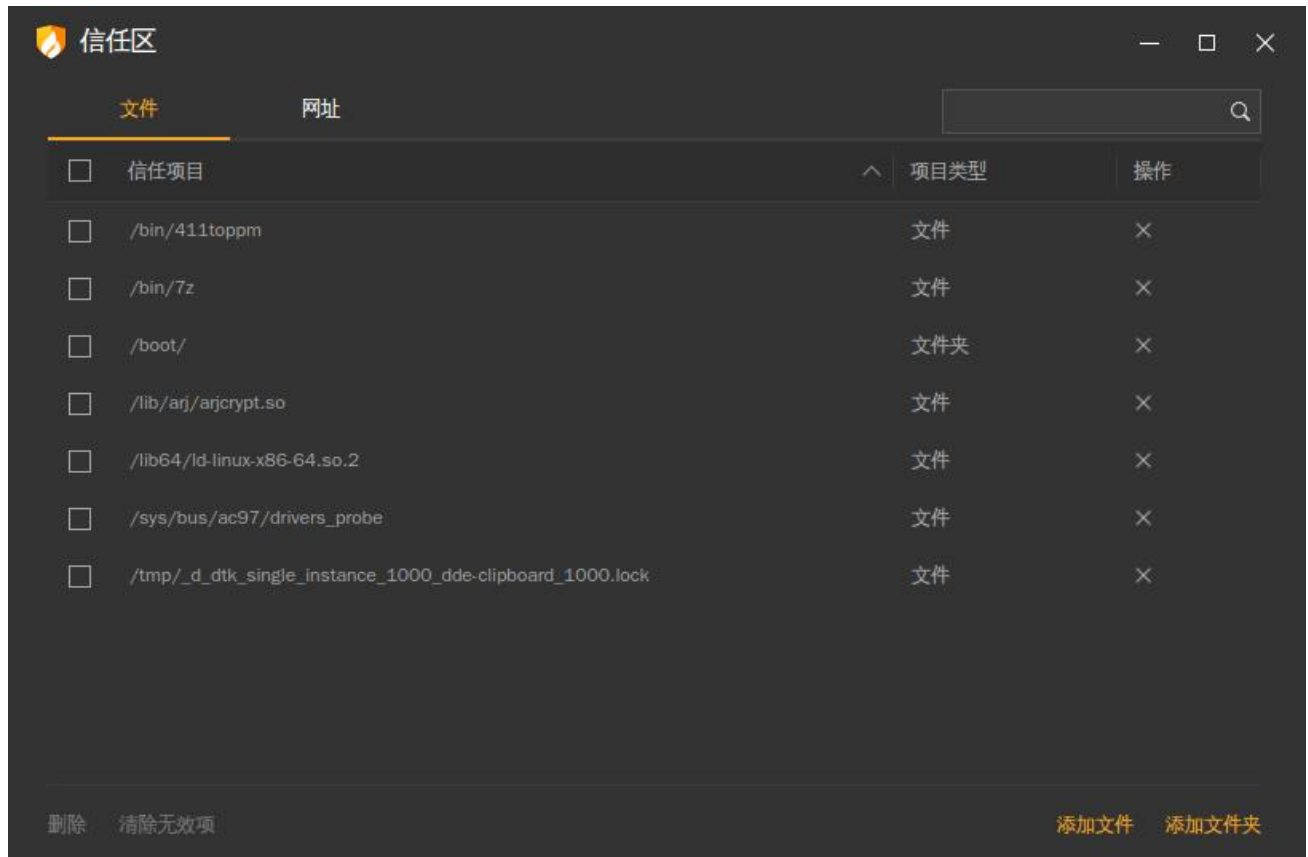 信任区
文件 网址
信任项目 项目类型 操作
/bin/411toppm 文件
/bin/7z 文件
/boot/ 文件夹
/lib/arj/arjcrypt.so 文件
/lib64/ld-linux-x86-64.so.2 文件
/sys/bus/ac97/drivers_probe 文件
/tmp/_d_dtk_single_instance_1000_dde-clipboard_1000.lock 文件
删除 清除无效项 添加文件 添加文件夹